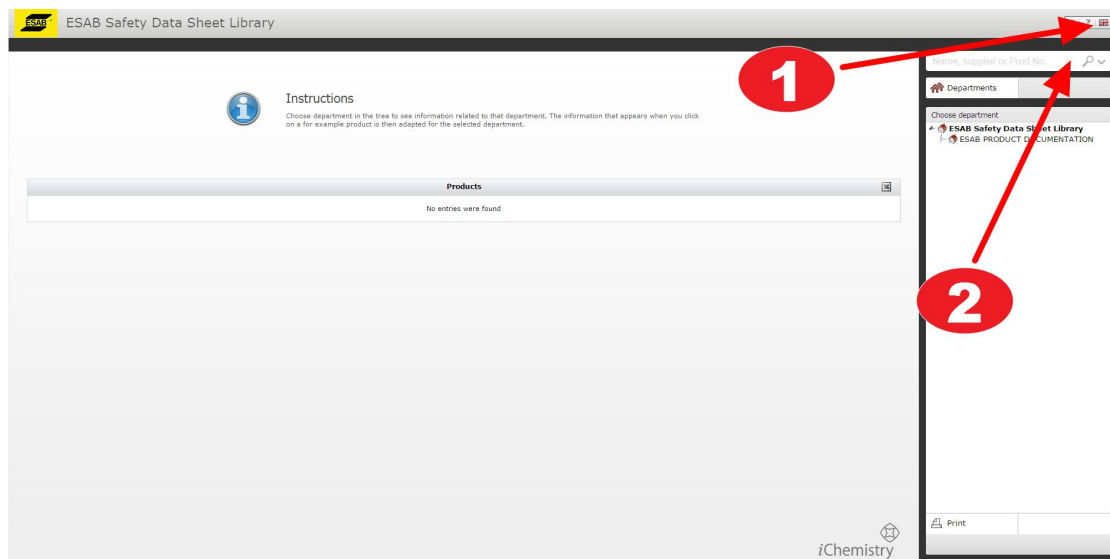 ESAB
ESAB Safety Data Sheet Library
?
1
Name, supplier or Prod.No
Departments
Instructions
Choose department in the tree to see information related to that department. The information that appears when you click
on a for example product is then adapted for the selected department.
Choose department
ESAB Safety Data Sheet Library
ESAB PRODUCT DOCUMENTATION
Products
No entries were found
2
Print
iChemistry